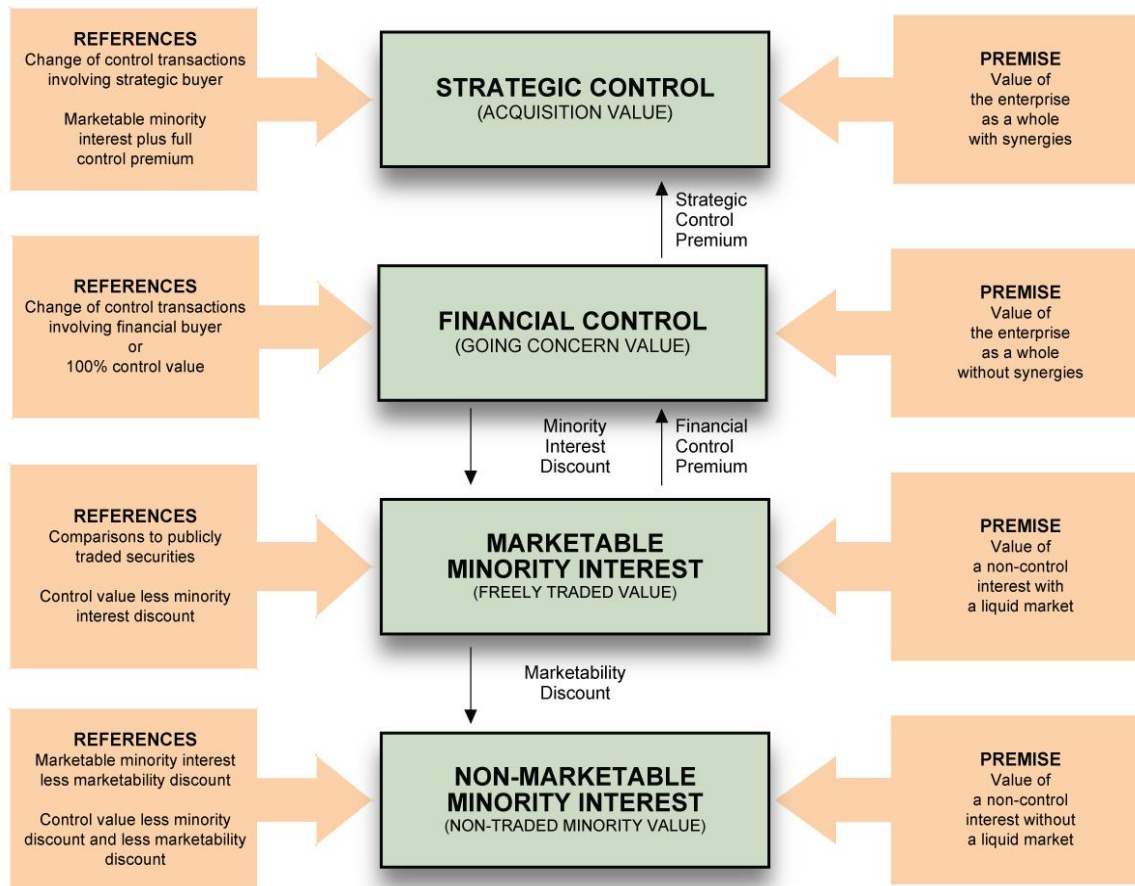 REFERENCES
Change of control transactions
involving strategic buyer
Marketable minority
interest plus full
control premium
STRATEGIC CONTROL
(ACQUISITION VALUE)
PREMISE
Value of
the enterprise
as a whole
with synergies
Strategic
Control
Premium
REFERENCES
Change of control transactions
involving financial buyer
or
100% control value
FINANCIAL CONTROL
(GOING CONCERN VALUE)
PREMISE
Value of
the enterprise
as a whole
without synergies
Minority
Interest
Discount
Financial
Control
Premium
REFERENCES
Comparisons to publicly
traded securities
Control value less minority
interest discount
MARKETABLE
MINORITY INTEREST
(FREELY TRADED VALUE)
PREMISE
Value of
a non-control
interest with
a liquid market
Marketability
Discount
REFERENCES
Marketable minority interest
less marketability discount
Control value less minority
discount and less marketability
discount
NON-MARKETABLE
MINORITY INTEREST
(NON-TRADED MINORITY VALUE)
PREMISE
Value of
a non-control
interest without
a liquid market